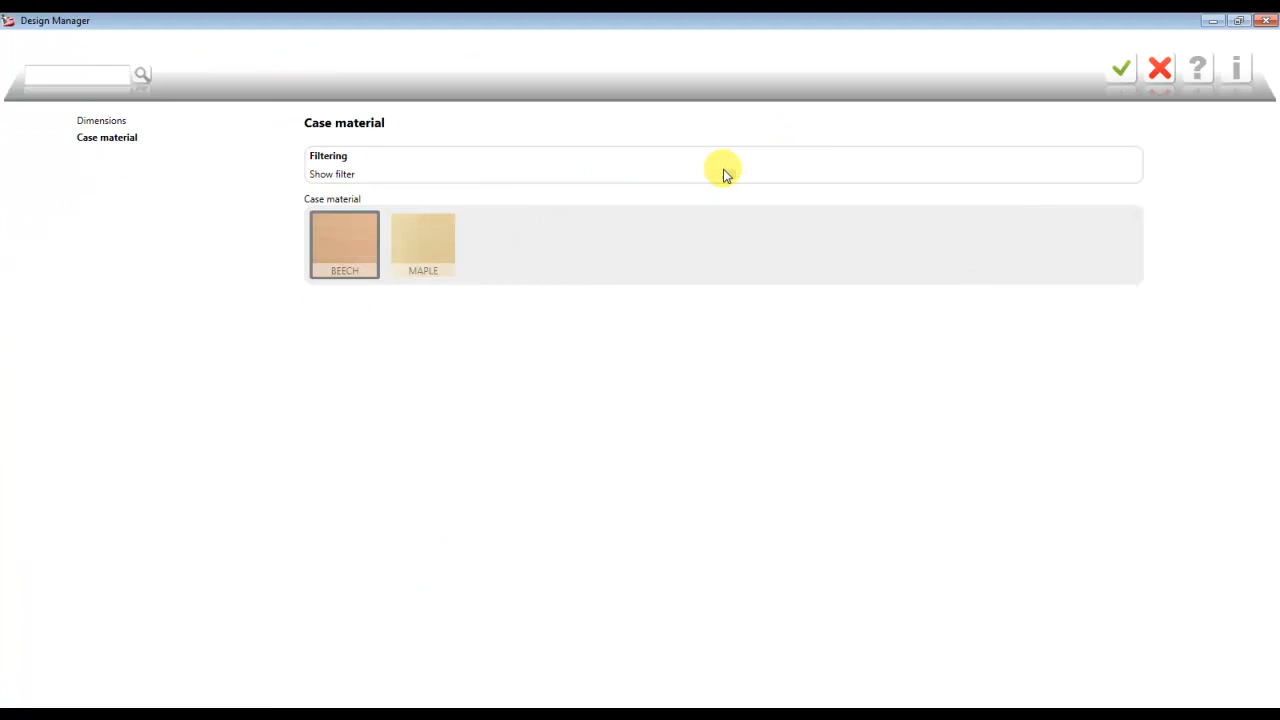 Design Manager
Dimensions
Case material
Case material
Filtering
Show filter
Case material
BEECH
MAPLE